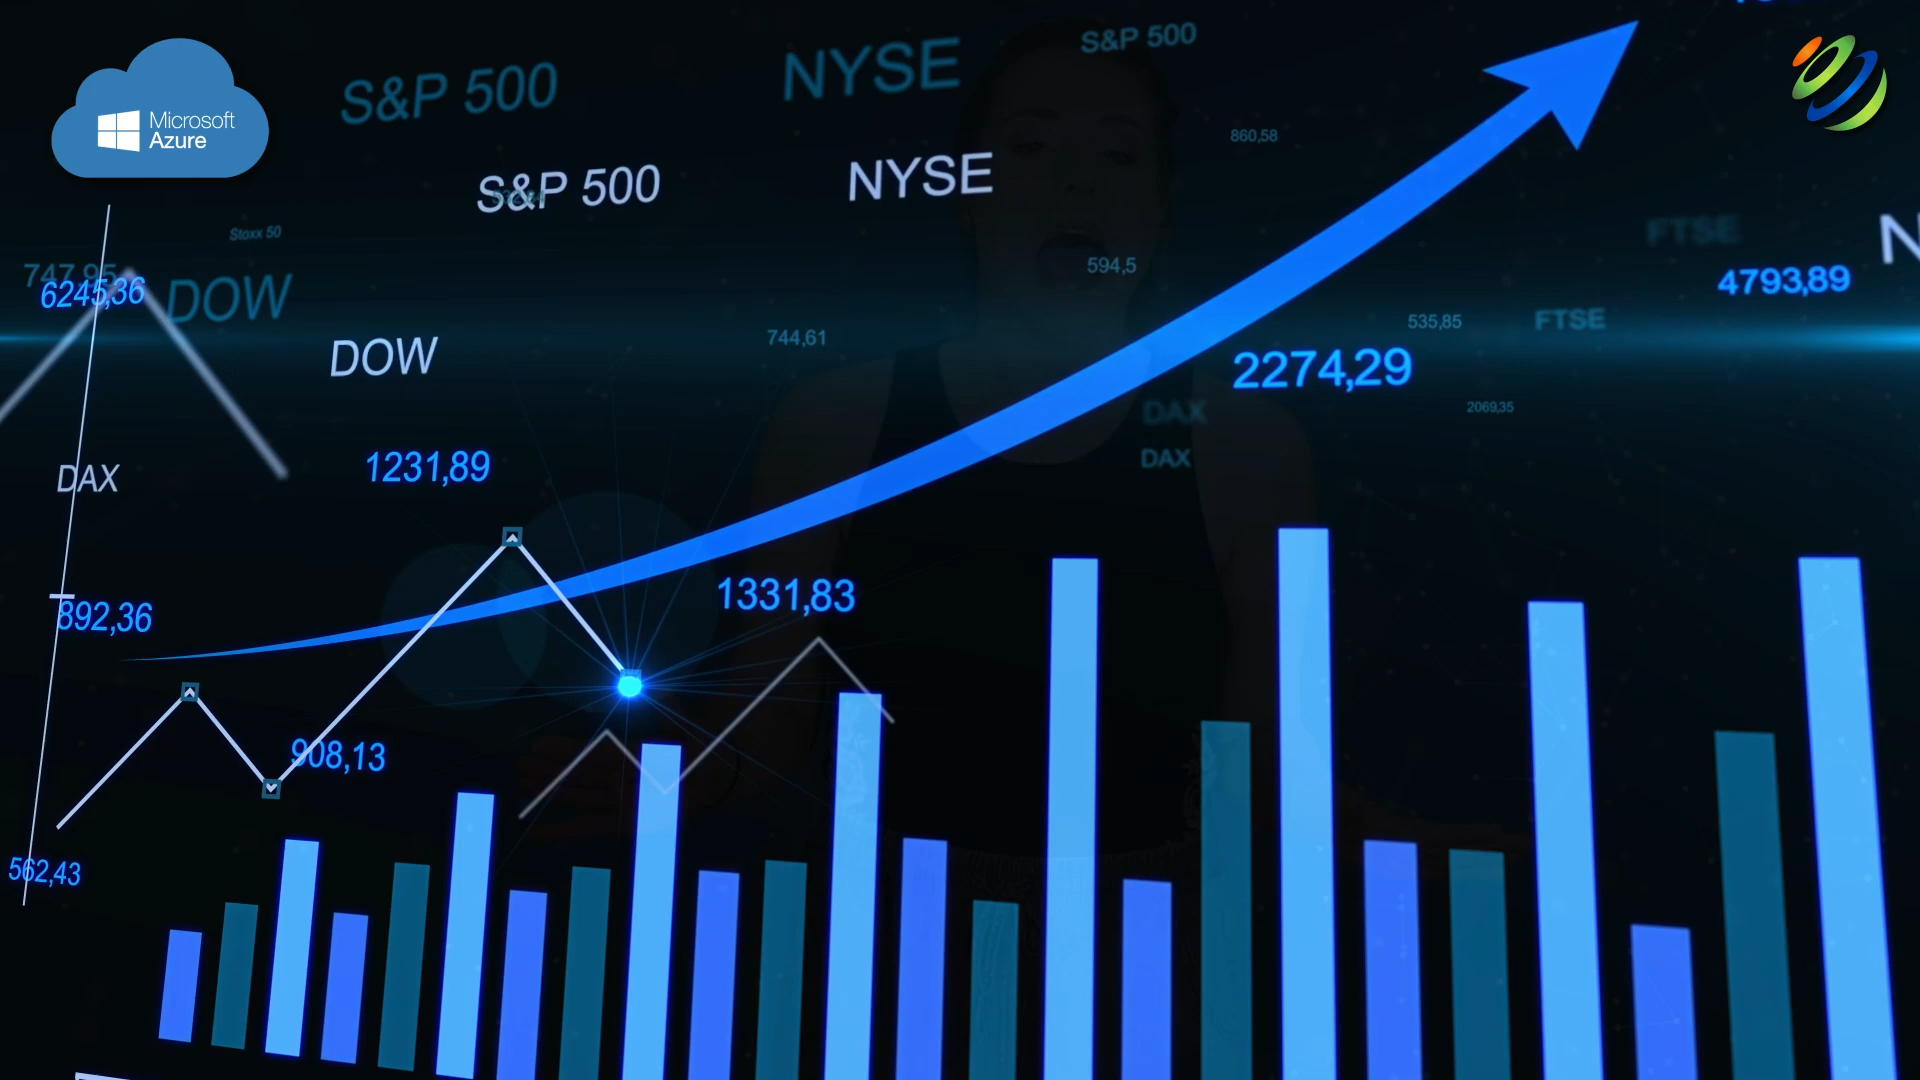 S&P 500
NYSE
S&P 500
Microsoft
Azure
860,58
S&P 500
NYSE
Stoxx 50
FTSE
594,5
747,95
6245,36
DOW
4793,89
744,61
535,85
FTSE
DOW
2274,29
2069,35
DAX
DAX
1231,89
DAX
892,36
1331,83
908,13
562,43